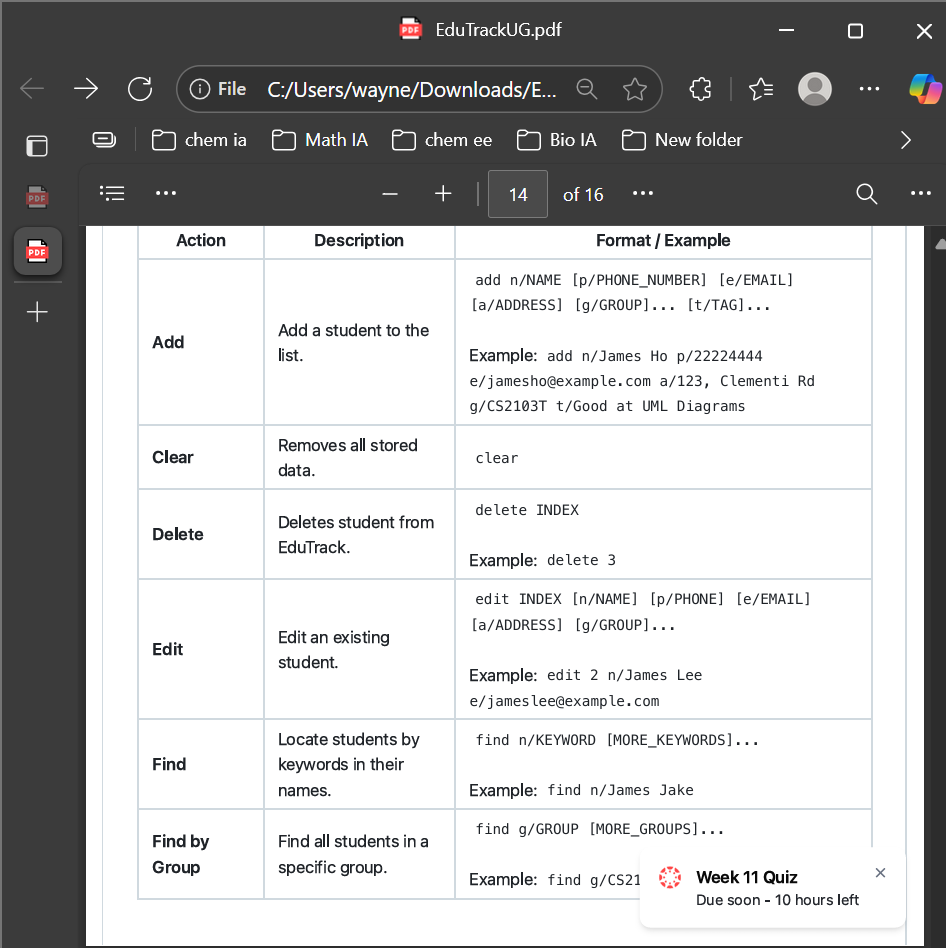 EduTrackUG.pdf
File C:/Users/wayne/Downloads/E...
chem ia Math IA chem ee Bio IA New folder
14 of 16
Action Description Format / Example
Add
Add a student to the
list.
add n/NAME [p/PHONE_NUMBER] [e/EMAIL]
[a/ADDRESS] [g/GROUP]... [t/TAG]...
Example: add n/James Ho p/22224444
e/jamesho@example.com a/123, Clementi Rd
g/CS2103T t/Good at UML Diagrams
Clear
Removes all stored
data.
clear
Delete
Deletes student from
EduTrack.
delete INDEX
Example: delete 3
Edit
Edit an existing
student.
edit INDEX [n/NAME] [p/PHONE] [e/EMAIL]
[a/ADDRESS] [g/GROUP]...
Example: edit 2 n/James Lee
e/jameslee@example.com
Find
Locate students by
keywords in their
names.
find n/KEYWORD [MORE_KEYWORDS]...
Example: find n/James Jake
Find by
Group
Find all students in a
specific group.
find g/GROUP [MORE_GROUPS]...
Example: find g/CS21
Week 11 Quiz
Due soon - 10 hours left